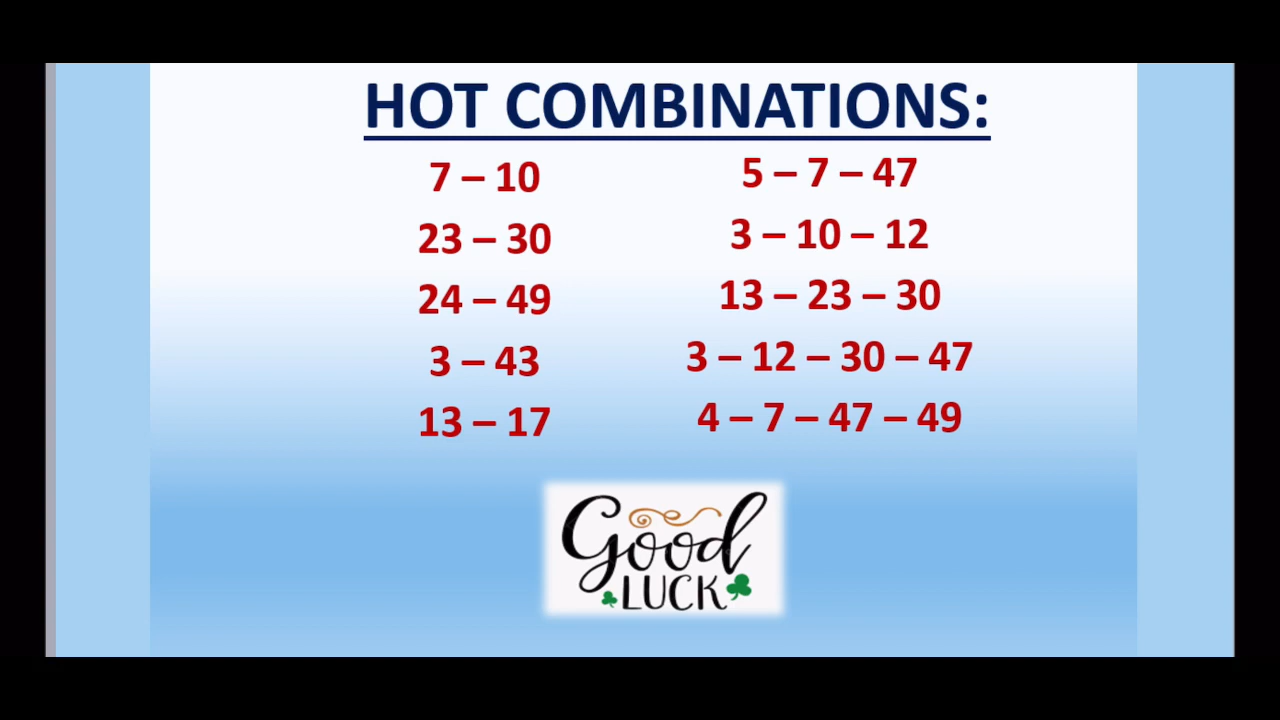 HOT COMBINATIONS:
7 – 10
23 – 30
24 – 49
3 – 43
13 – 17
5 – 7 – 47
3 – 10 – 12
13 – 23 – 30
3 – 12 – 30 – 47
4 – 7 – 47 – 49
Good
LUCK